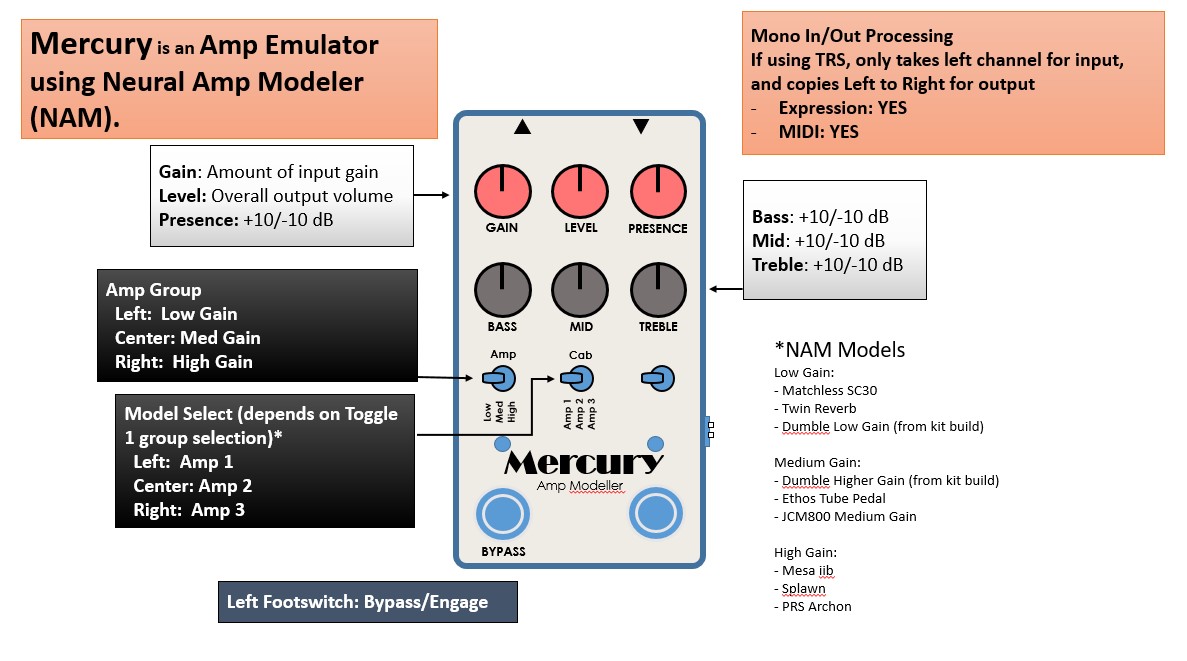 Mercury is an Amp Emulator
using Neural Amp Modeler
(NAM).
Mono In/Out Processing
If using TRS, only takes left channel for input,
and copies Left to Right for output
- Expression: YES
- MIDI: YES
Gain: Amount of input gain
Level: Overall output volume
Presence: +10/-10 dB
GAIN LEVEL PRESENCE
Bass: +10/-10 dB
Mid: +10/-10 dB
Treble: +10/-10 dB
Amp Group
Left: Low Gain
Center: Med Gain
Right: High Gain
BASS MID TREBLE
Amp Cab
Low
Med
High
Amp 1
Amp 2
Amp 3
Model Select (depends on Toggle
1 group selection)*
Left: Amp 1
Center: Amp 2
Right: Amp 3
Mercury
Amp Modeller
BYPASS
Left Footswitch: Bypass/Engage
*NAM Models
Low Gain:
- Matchless SC30
- Twin Reverb
- Dumble Low Gain (from kit build)
Medium Gain:
- Dumble Higher Gain (from kit build)
- Ethos Tube Pedal
- JCM800 Medium Gain
High Gain:
- Mesa iib
- Splawn
- PRS Archon